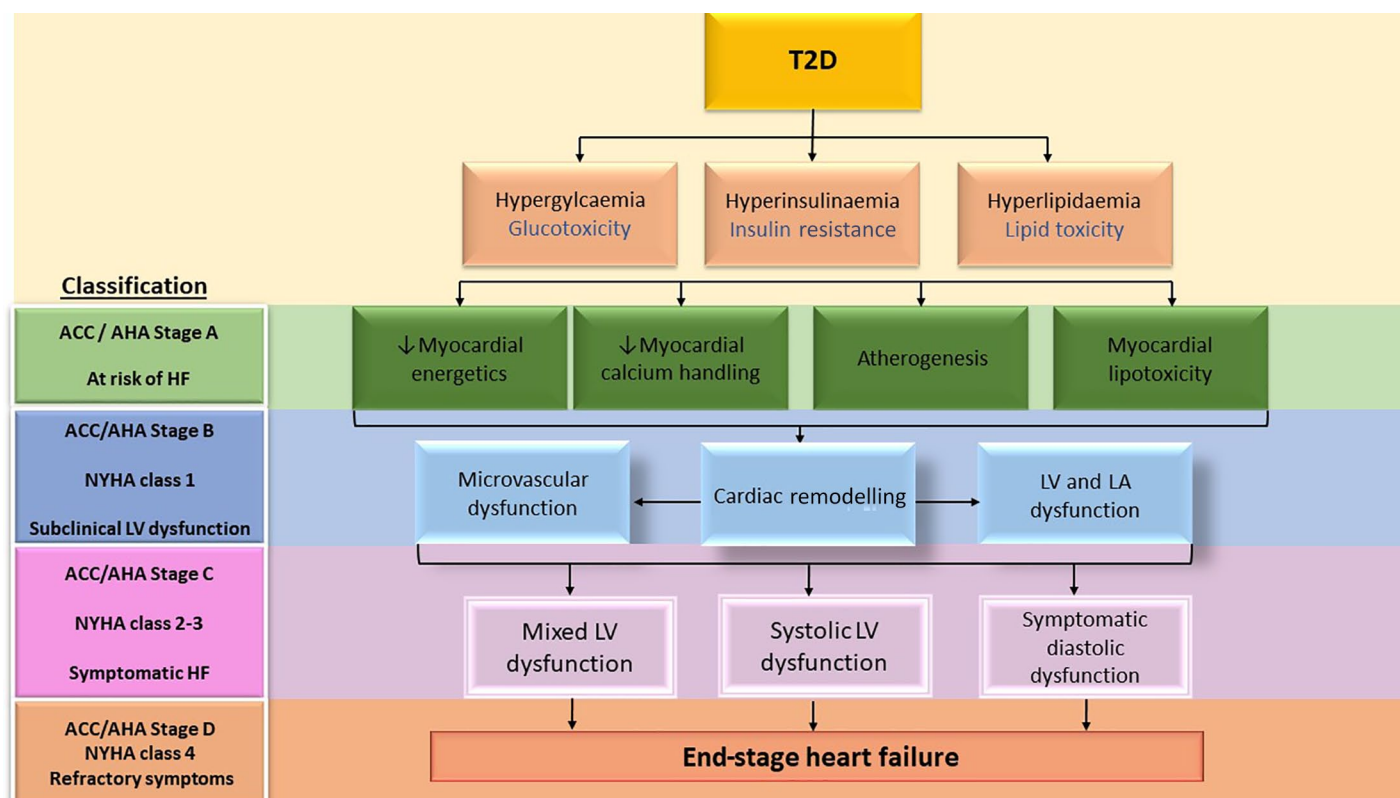 T2D
Hypergylcaemia
Glucotoxicity
Hyperinsulinaemia
Insulin resistance
Hyperlipidaemia
Lipid toxicity
Classification
ACC / AHA Stage A
At risk of HF
↓Myocardial
energetics
↓Myocardial
calcium handling
Atherogenesis
Myocardial
lipotoxicity
ACC/AHA Stage B
NYHA class 1
Subclinical LV dysfunction
Microvascular
dysfunction
Cardiac remodelling
LV and LA
dysfunction
ACC/AHA Stage C
NYHA class 2-3
Symptomatic HF
Mixed LV
dysfunction
Systolic LV
dysfunction
Symptomatic
diastolic
dysfunction
ACC/AHA Stage D
NYHA class 4
Refractory symptoms
End-stage heart failure